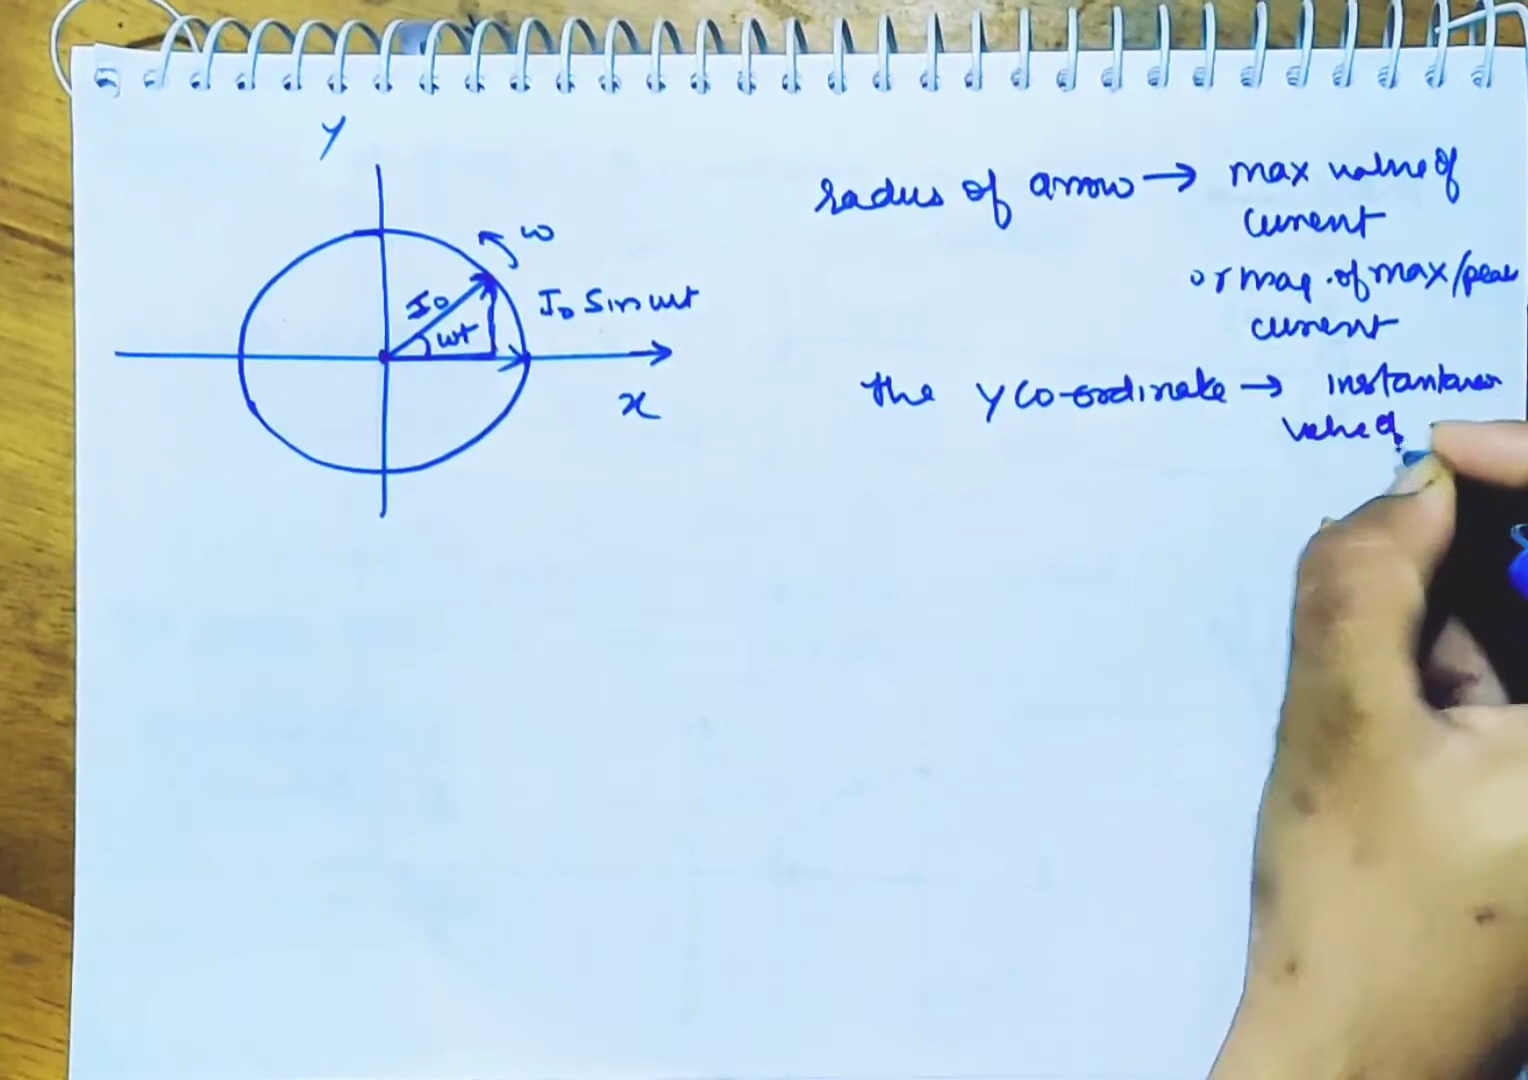 y
ω
I₀
I₀ Sin ωt
ωt
x
radius of arrow → max value of
current
or mag. of max/peak
current
the y co-ordinate → instantaneous
value of